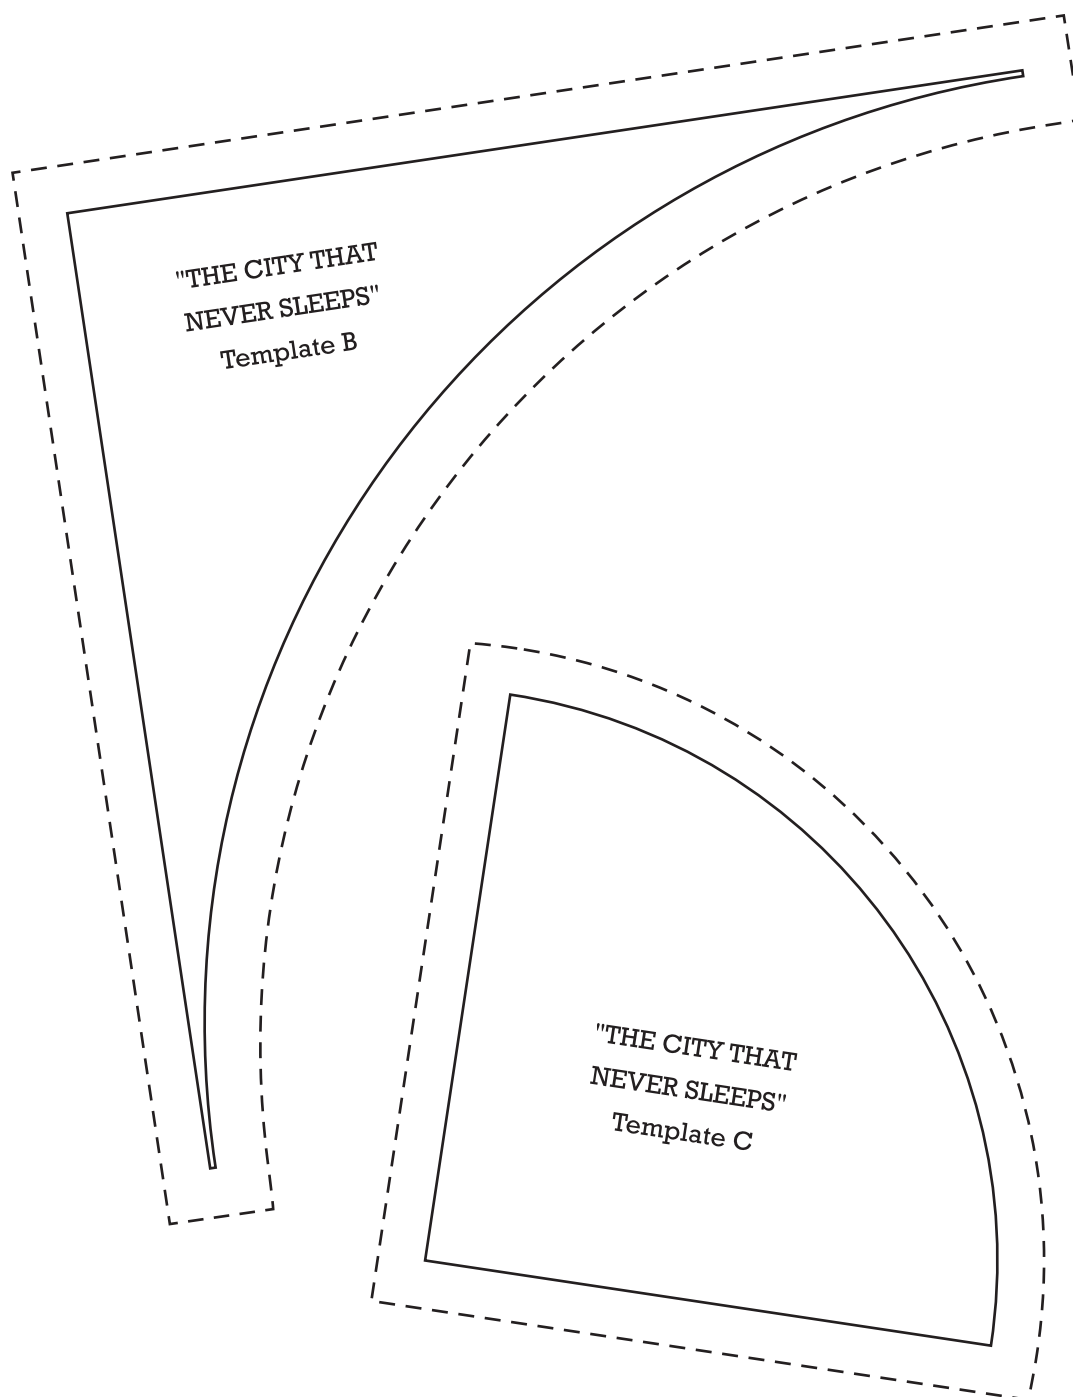 "THE CITY THAT
NEVER SLEEPS"
Template B
"THE CITY THAT
NEVER SLEEPS"
Template C